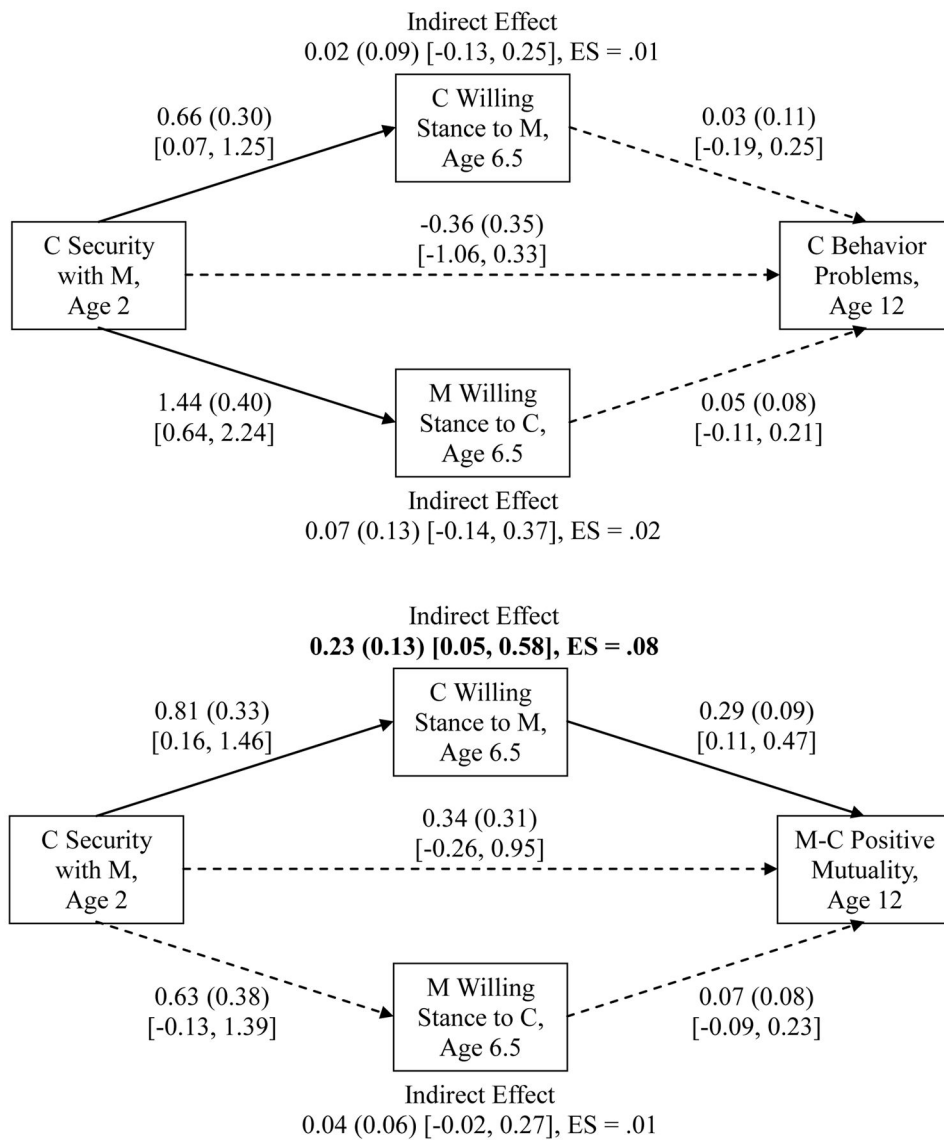 Indirect Effect
0.02 (0.09) [-0.13, 0.25], ES = .01
C Willing
Stance to M,
Age 6.5
0.66 (0.30)
[0.07, 1.25]
0.03 (0.11)
[-0.19, 0.25]
C Security
with M,
Age 2
-0.36 (0.35)
[-1.06, 0.33]
C Behavior
Problems,
Age 12
1.44 (0.40)
[0.64, 2.24]
M Willing
Stance to C,
Age 6.5
0.05 (0.08)
[-0.11, 0.21]
Indirect Effect
0.07 (0.13) [-0.14, 0.37], ES = .02
Indirect Effect
0.23 (0.13) [0.05, 0.58], ES = .08
C Willing
Stance to M,
Age 6.5
0.81 (0.33)
[0.16, 1.46]
0.29 (0.09)
[0.11, 0.47]
C Security
with M,
Age 2
0.34 (0.31)
[-0.26, 0.95]
M-C Positive
Mutuality,
Age 12
0.63 (0.38)
[-0.13, 1.39]
M Willing
Stance to C,
Age 6.5
0.07 (0.08)
[-0.09, 0.23]
Indirect Effect
0.04 (0.06) [-0.02, 0.27], ES = .01